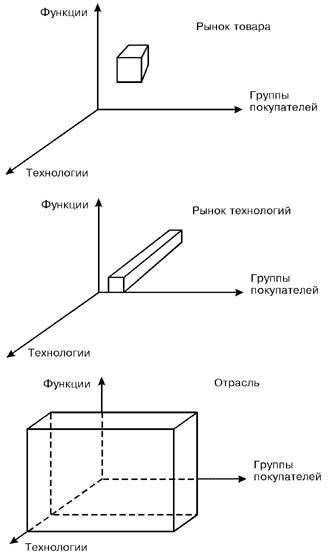 Функции
Рынок товара
Группы
покупателей
Технологии
Функции
Рынок технологий
Группы
покупателей
Технологии
Функции
Отрасль
Группы
покупателей
Технологии